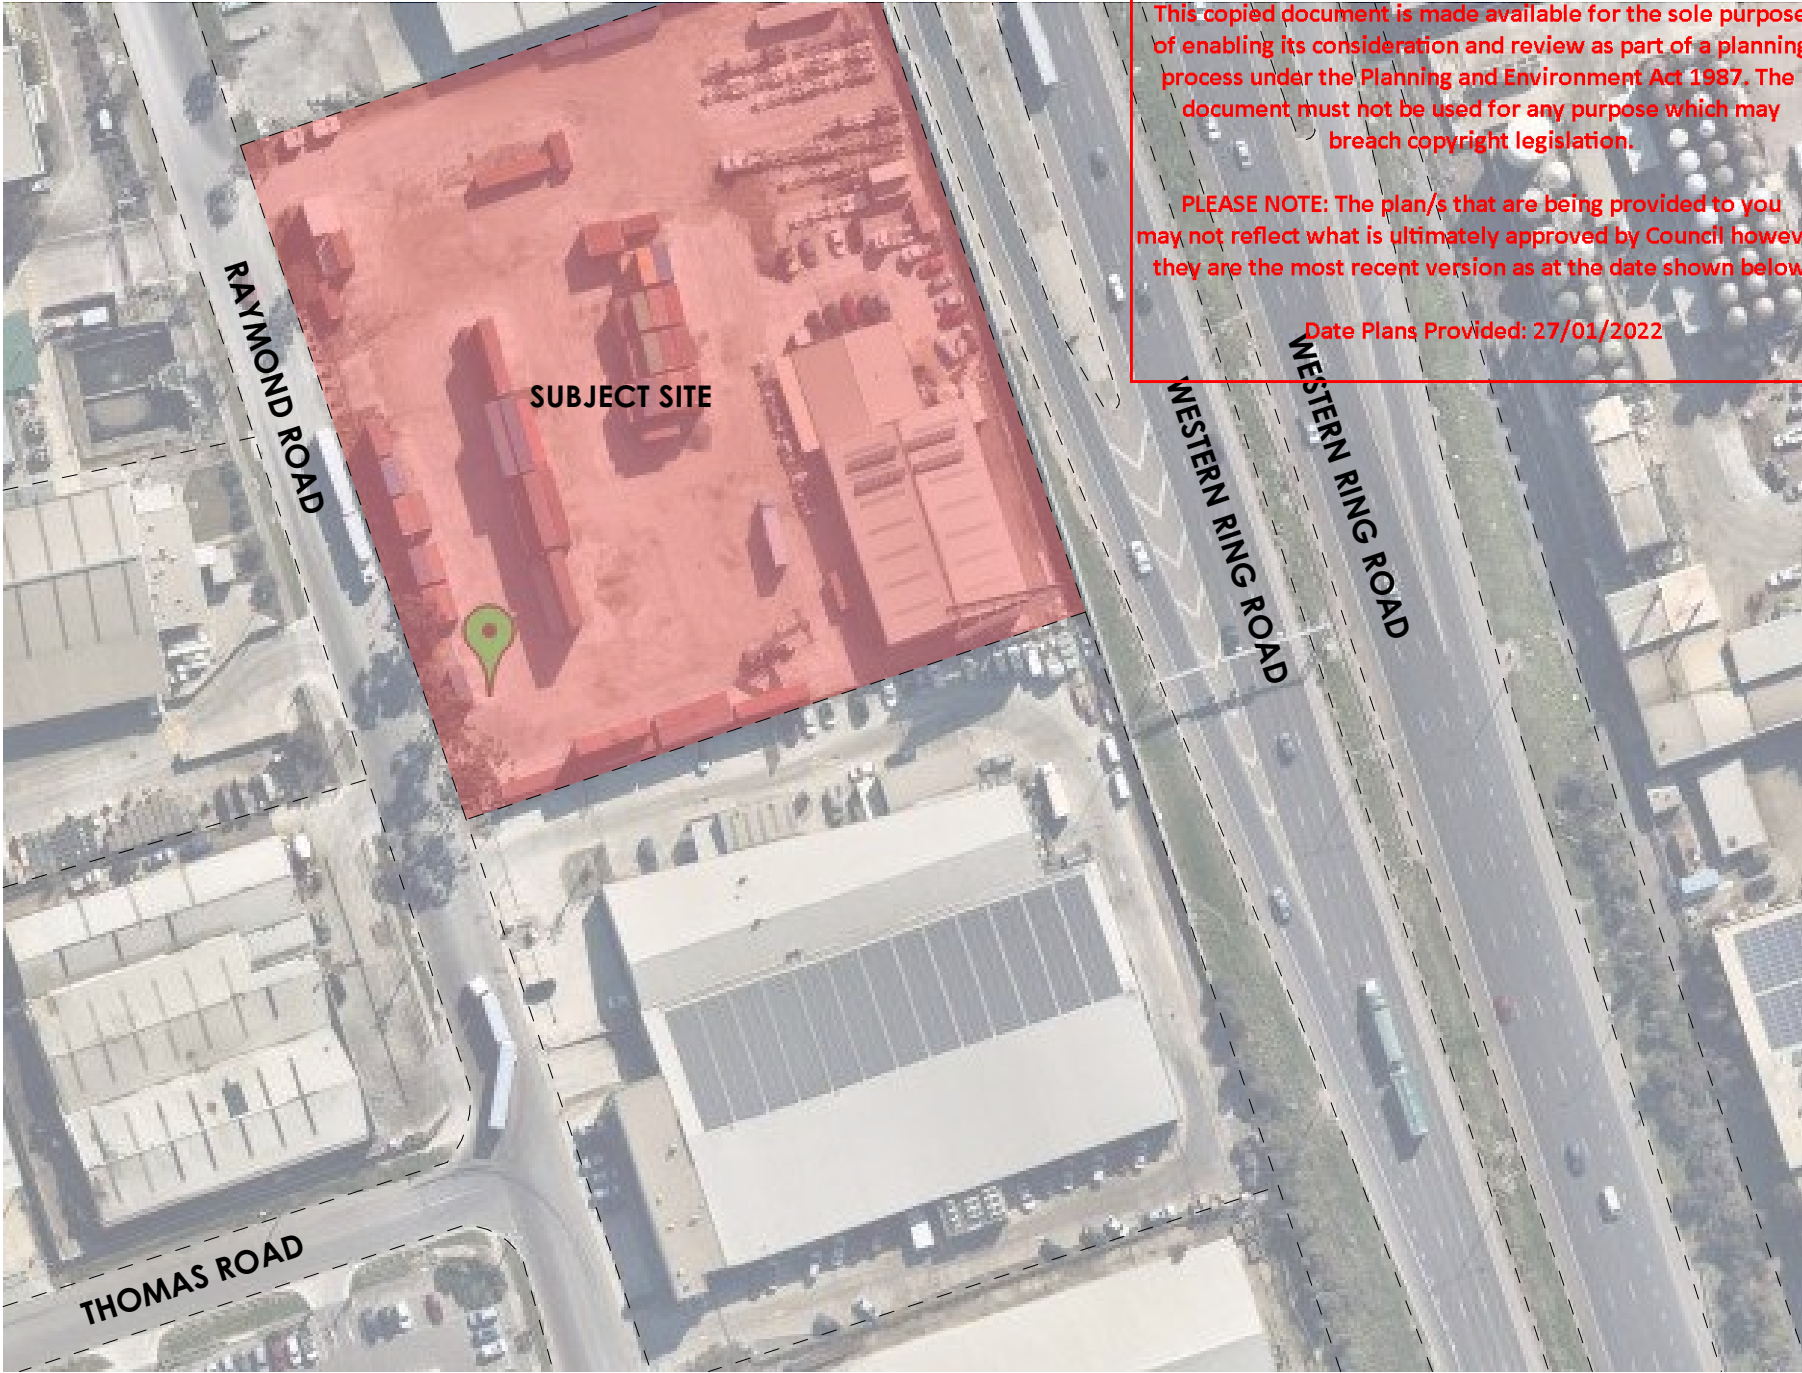 This copied document is made available for the sole purpose
of enabling its consideration and review as part of a planning
process under the Planning and Environment Act 1987. The
document must not be used for any purpose which may
breach copyright legislation.
PLEASE NOTE: The plan/s that are being provided to you
may not reflect what is ultimately approved by Council howev
they are the most recent version as at the date shown below
Date Plans Provided: 27/01/2022
RAYMOND ROAD
SUBJECT SITE
WESTERN RING ROAD
WESTERN RING ROAD
THOMAS ROAD